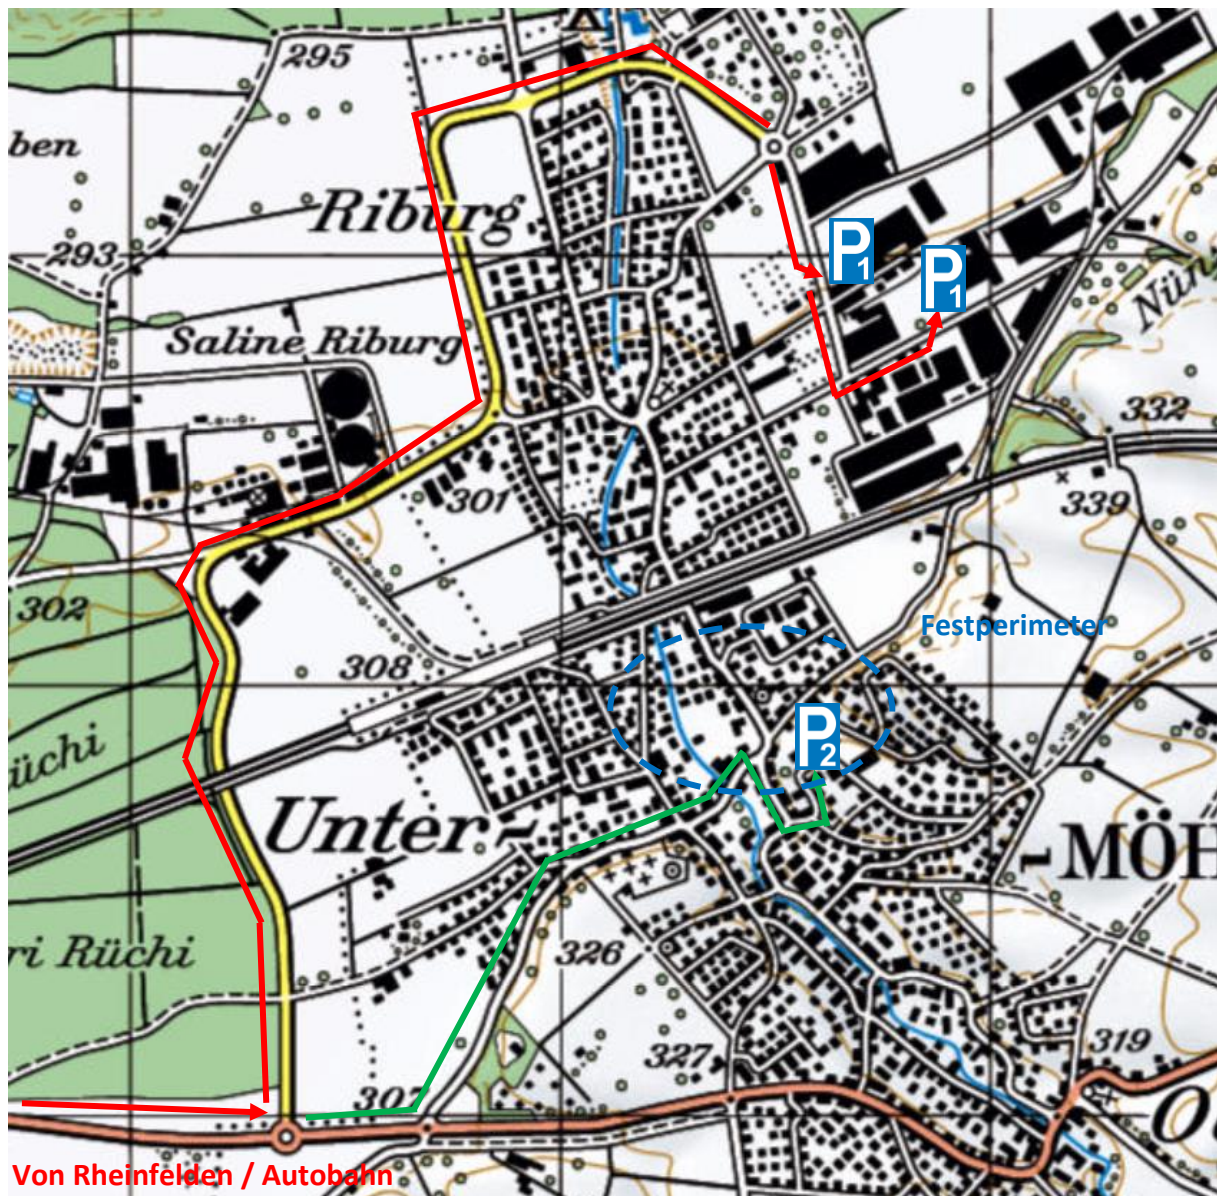 295
ben
Riburg
293
P1
P1
Nün
Saline Riburg
332
301
339
302
Festperimeter
308
P2
üchi
Unter-
MÖH
ri Rüchi
326
327
319
307
O
Von Rheinfelden / Autobahn